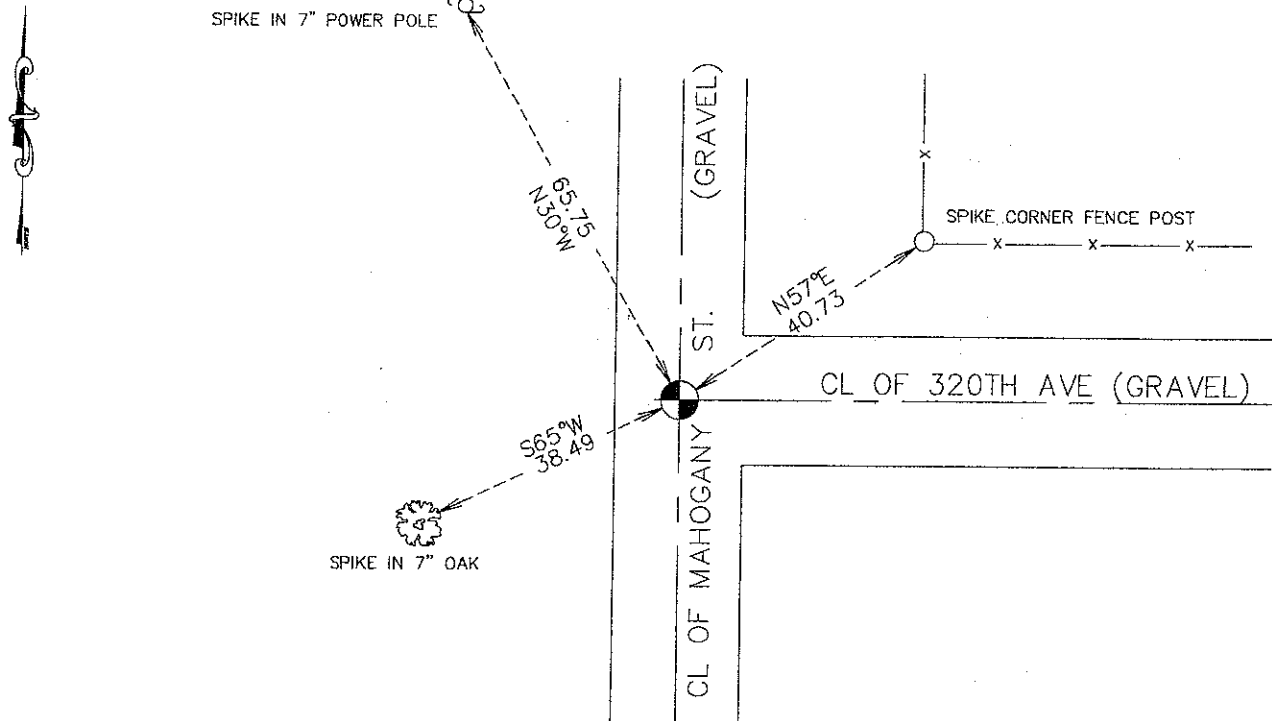 SPIKE IN 7" POWER POLE
65.75
N30°W
(GRAVEL)
SPIKE CORNER FENCE POST
x
x x x
N57°E
40.73
CL OF 320TH AVE (GRAVEL)
S65°W
38.49
CL OF MAHOGANY ST.
SPIKE IN 7" OAK